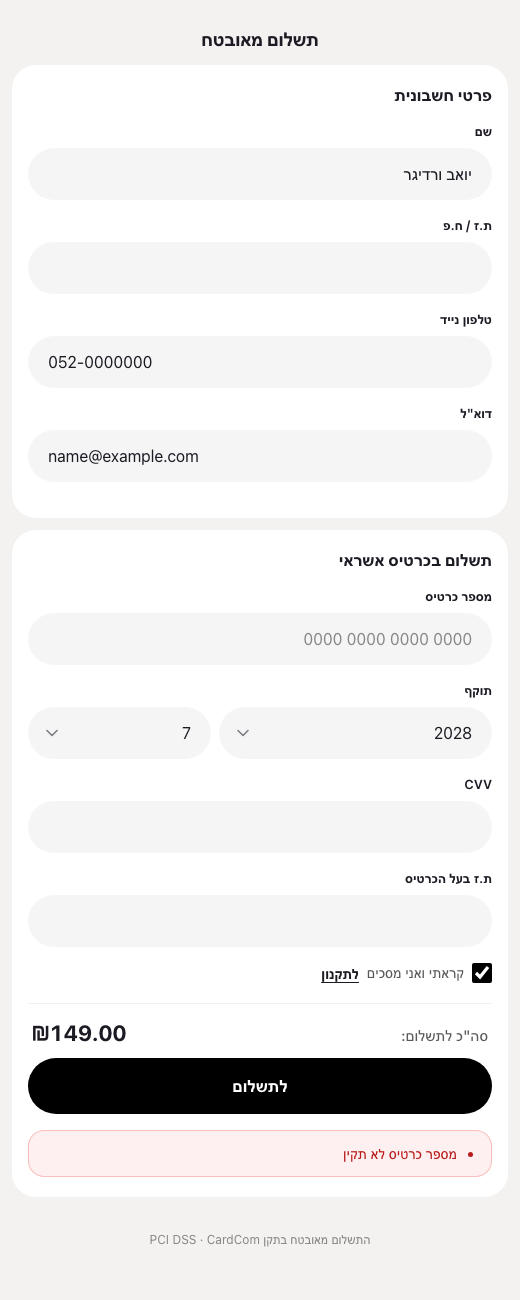 תשלום מאובטח
פרטי חשבונית
שם
יואב ורדיגר
ת.ז / ח.פ
טלפון נייד
052-0000000
דוא"ל
name@example.com
תשלום בכרטיס אשראי
מספר כרטיס
0000 0000 0000 0000
תוקף
2028
7
CVV
ת.ז בעל הכרטיס
קראתי ואני מסכים לתקנון
סה"כ לתשלום:
₪149.00
לתשלום
• מספר כרטיס לא תקין
התשלום מאובטח בתקן PCI DSS · CardCom